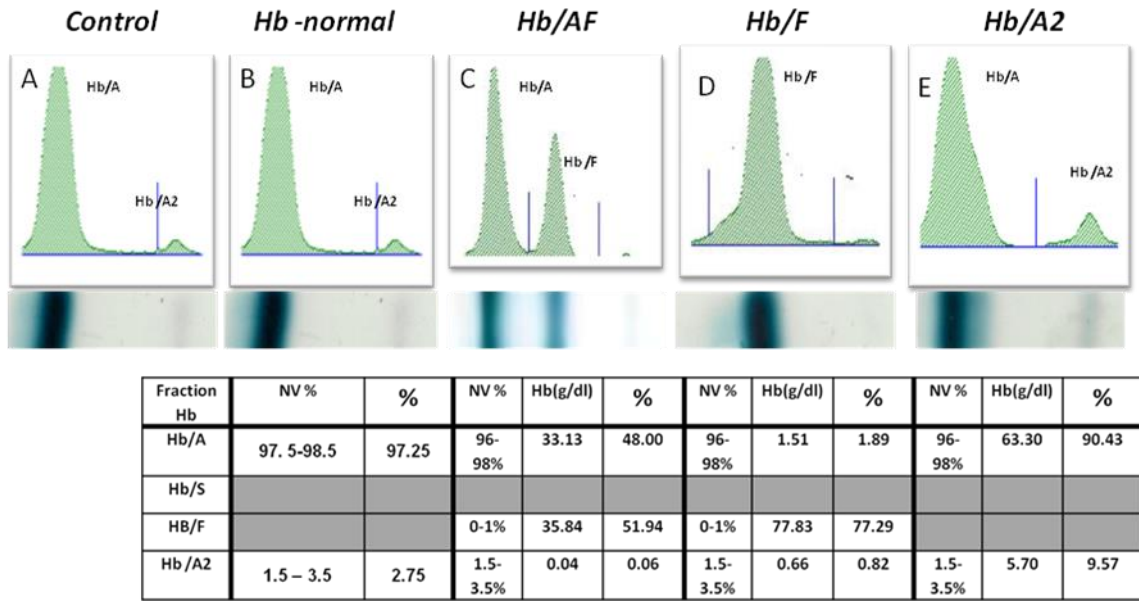 Control Hb -normal Hb/AF Hb/F Hb/A2
A Hb/A Hb/A2
B Hb/A Hb/A2
C Hb/A Hb/F
D Hb/F
E Hb/A Hb/A2
Fraction Hb NV % % NV % Hb(g/dl) % NV % Hb(g/dl) % NV % Hb(g/dl) %
Hb/A 97. 5-98.5 97.25 96-98% 33.13 48.00 96-98% 1.51 1.89 96-98% 63.30 90.43
Hb/S
HB/F 0-1% 35.84 51.94 0-1% 77.83 77.29
Hb /A2 1.5 – 3.5 2.75 1.5-3.5% 0.04 0.06 1.5-3.5% 0.66 0.82 1.5-3.5% 5.70 9.57